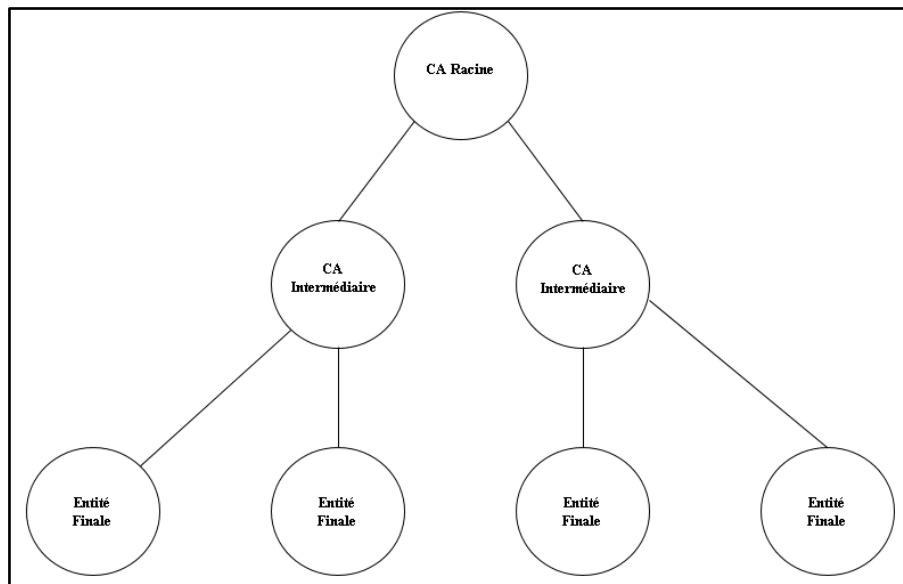 CA Racine
CA
Intermédiaire
CA
Intermédiaire
Entité
Finale
Entité
Finale
Entité
Finale
Entité
Finale